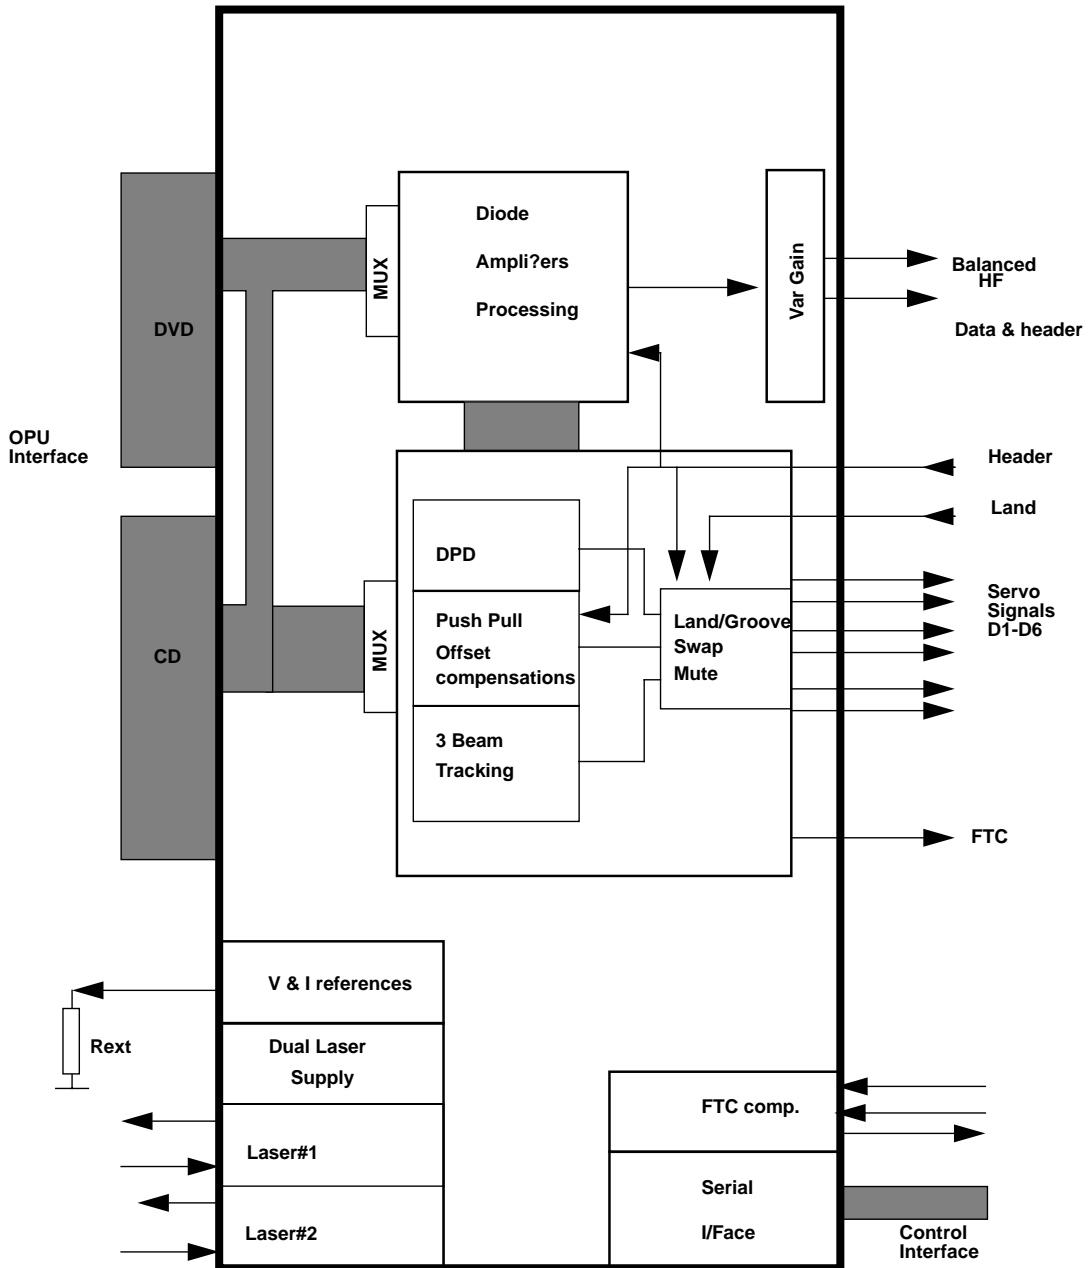 Diode
Ampli?ers
Processing
MUX
Var Gain
Balanced
HF
Data & header
DVD
OPU
Interface
Header
Land
DPD
Push Pull
Offset
compensations
3 Beam
Tracking
MUX
Land/Groove
Swap
Mute
Servo
Signals
D1-D6
CD
FTC
V & I references
Rext
Dual Laser
Supply
Laser#1
Laser#2
FTC comp.
Serial
I/Face
Control
Interface